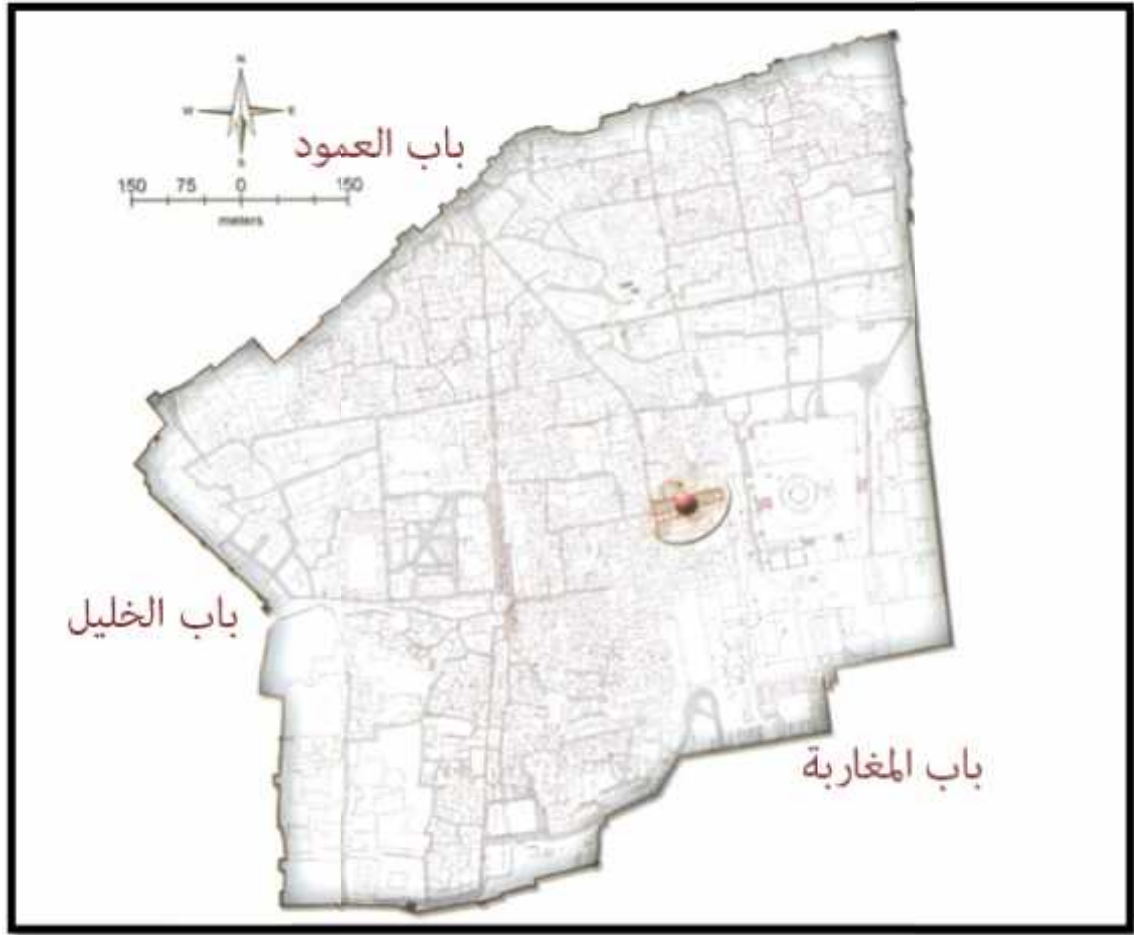 N
W E
S
باب العمود
150 75 0 150
meters
باب الخليل
باب المغاربة